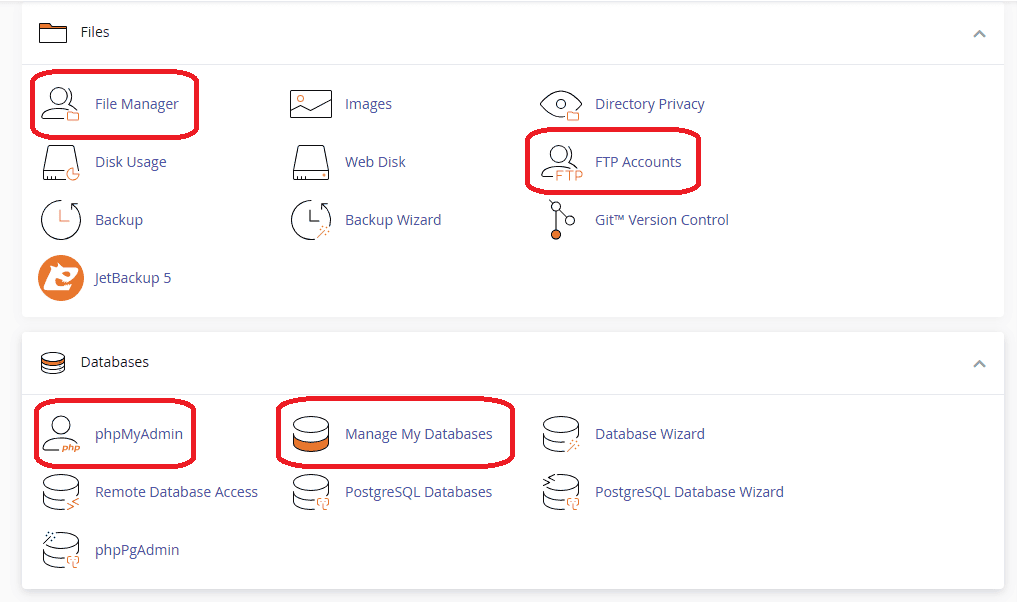 Files
File Manager
Images
Directory Privacy
Disk Usage
Web Disk
FTP
FTP Accounts
Backup
Backup Wizard
Git™ Version Control
JetBackup 5
Databases
php
phpMyAdmin
Manage My Databases
Database Wizard
Remote Database Access
PostgreSQL Databases
PostgreSQL Database Wizard
phpPgAdmin